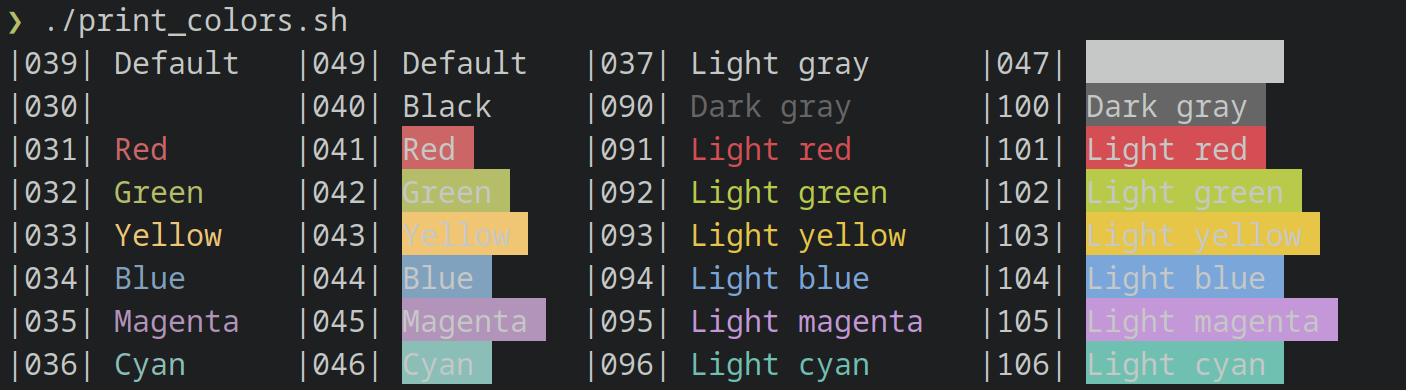 ❯ ./print_colors.sh
|039| Default |049| Default |037| Light gray |047|
|030| |040| Black |090| Dark gray |100| Dark gray
|031| Red |041| Red |091| Light red |101| Light red
|032| Green |042| Green |092| Light green |102| Light green
|033| Yellow |043| Yellow |093| Light yellow |103| Light yellow
|034| Blue |044| Blue |094| Light blue |104| Light blue
|035| Magenta |045| Magenta |095| Light magenta |105| Light magenta
|036| Cyan |046| Cyan |096| Light cyan |106| Light cyan